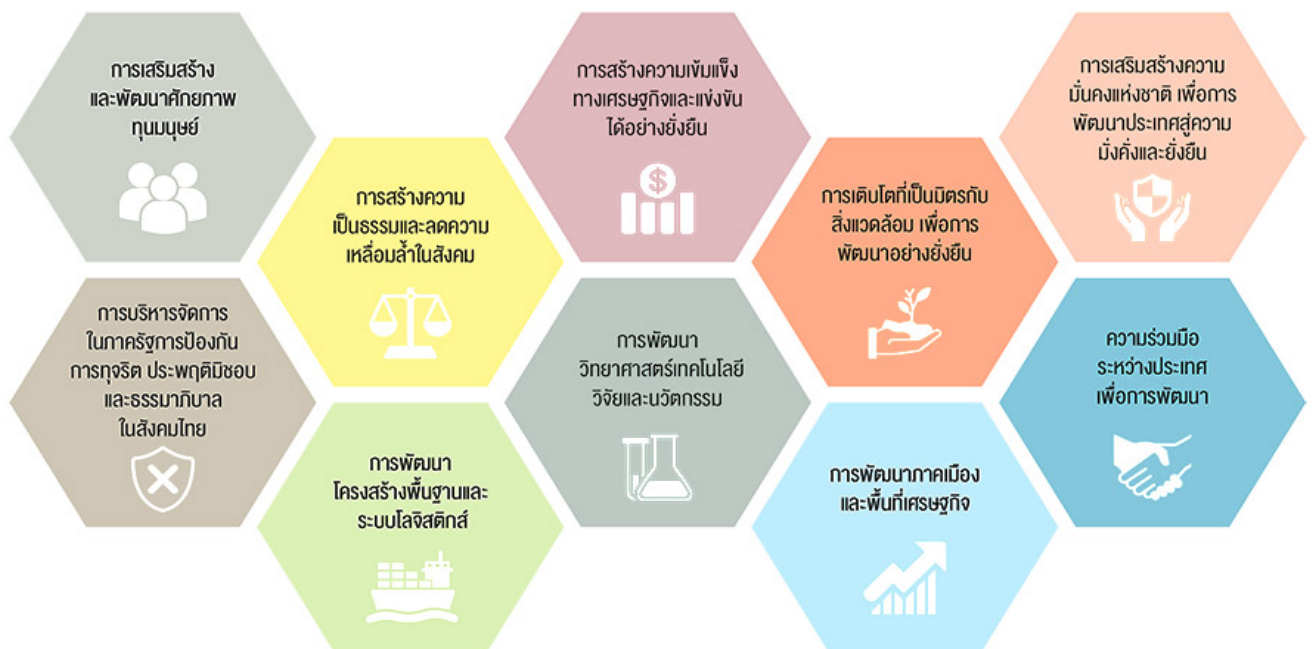 การเสริมสร้าง
และพัฒนาศักยภาพ
ทุนมนุษย์
การสร้างความ
เป็นธรรมและลดความ
เหลื่อมล้ำในสังคม
การสร้างความเข้มแข็ง
ทางเศรษฐกิจและแข่งขัน
ได้อย่างยั่งยืน
$
การเติบโตที่เป็นมิตรกับ
สิ่งแวดล้อม เพื่อการ
พัฒนาอย่างยั่งยืน
การเสริมสร้างความ
มั่นคงแห่งชาติ เพื่อการ
พัฒนาประเทศสู่ความ
มั่งคั่งและยั่งยืน
การบริหารจัดการ
ในภาครัฐการป้องกัน
การทุจริต ประพฤติมิชอบ
และธรรมาภิบาล
ในสังคมไทย
การพัฒนา
โครงสร้างพื้นฐานและ
ระบบโลจิสติกส์
การพัฒนา
วิทยาศาสตร์เทคโนโลยี
วิจัยและนวัตกรรม
การพัฒนาภาคเมือง
และพื้นที่เศรษฐกิจ
ความร่วมมือ
ระหว่างประเทศ
เพื่อการพัฒนา